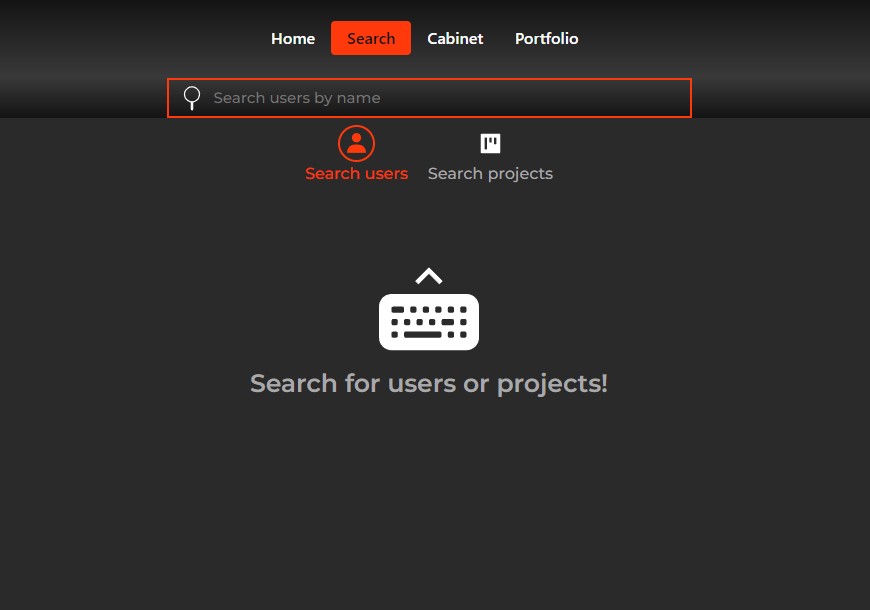 Home Search Cabinet Portfolio
Search users by name
Search users Search projects
Search for users or projects!